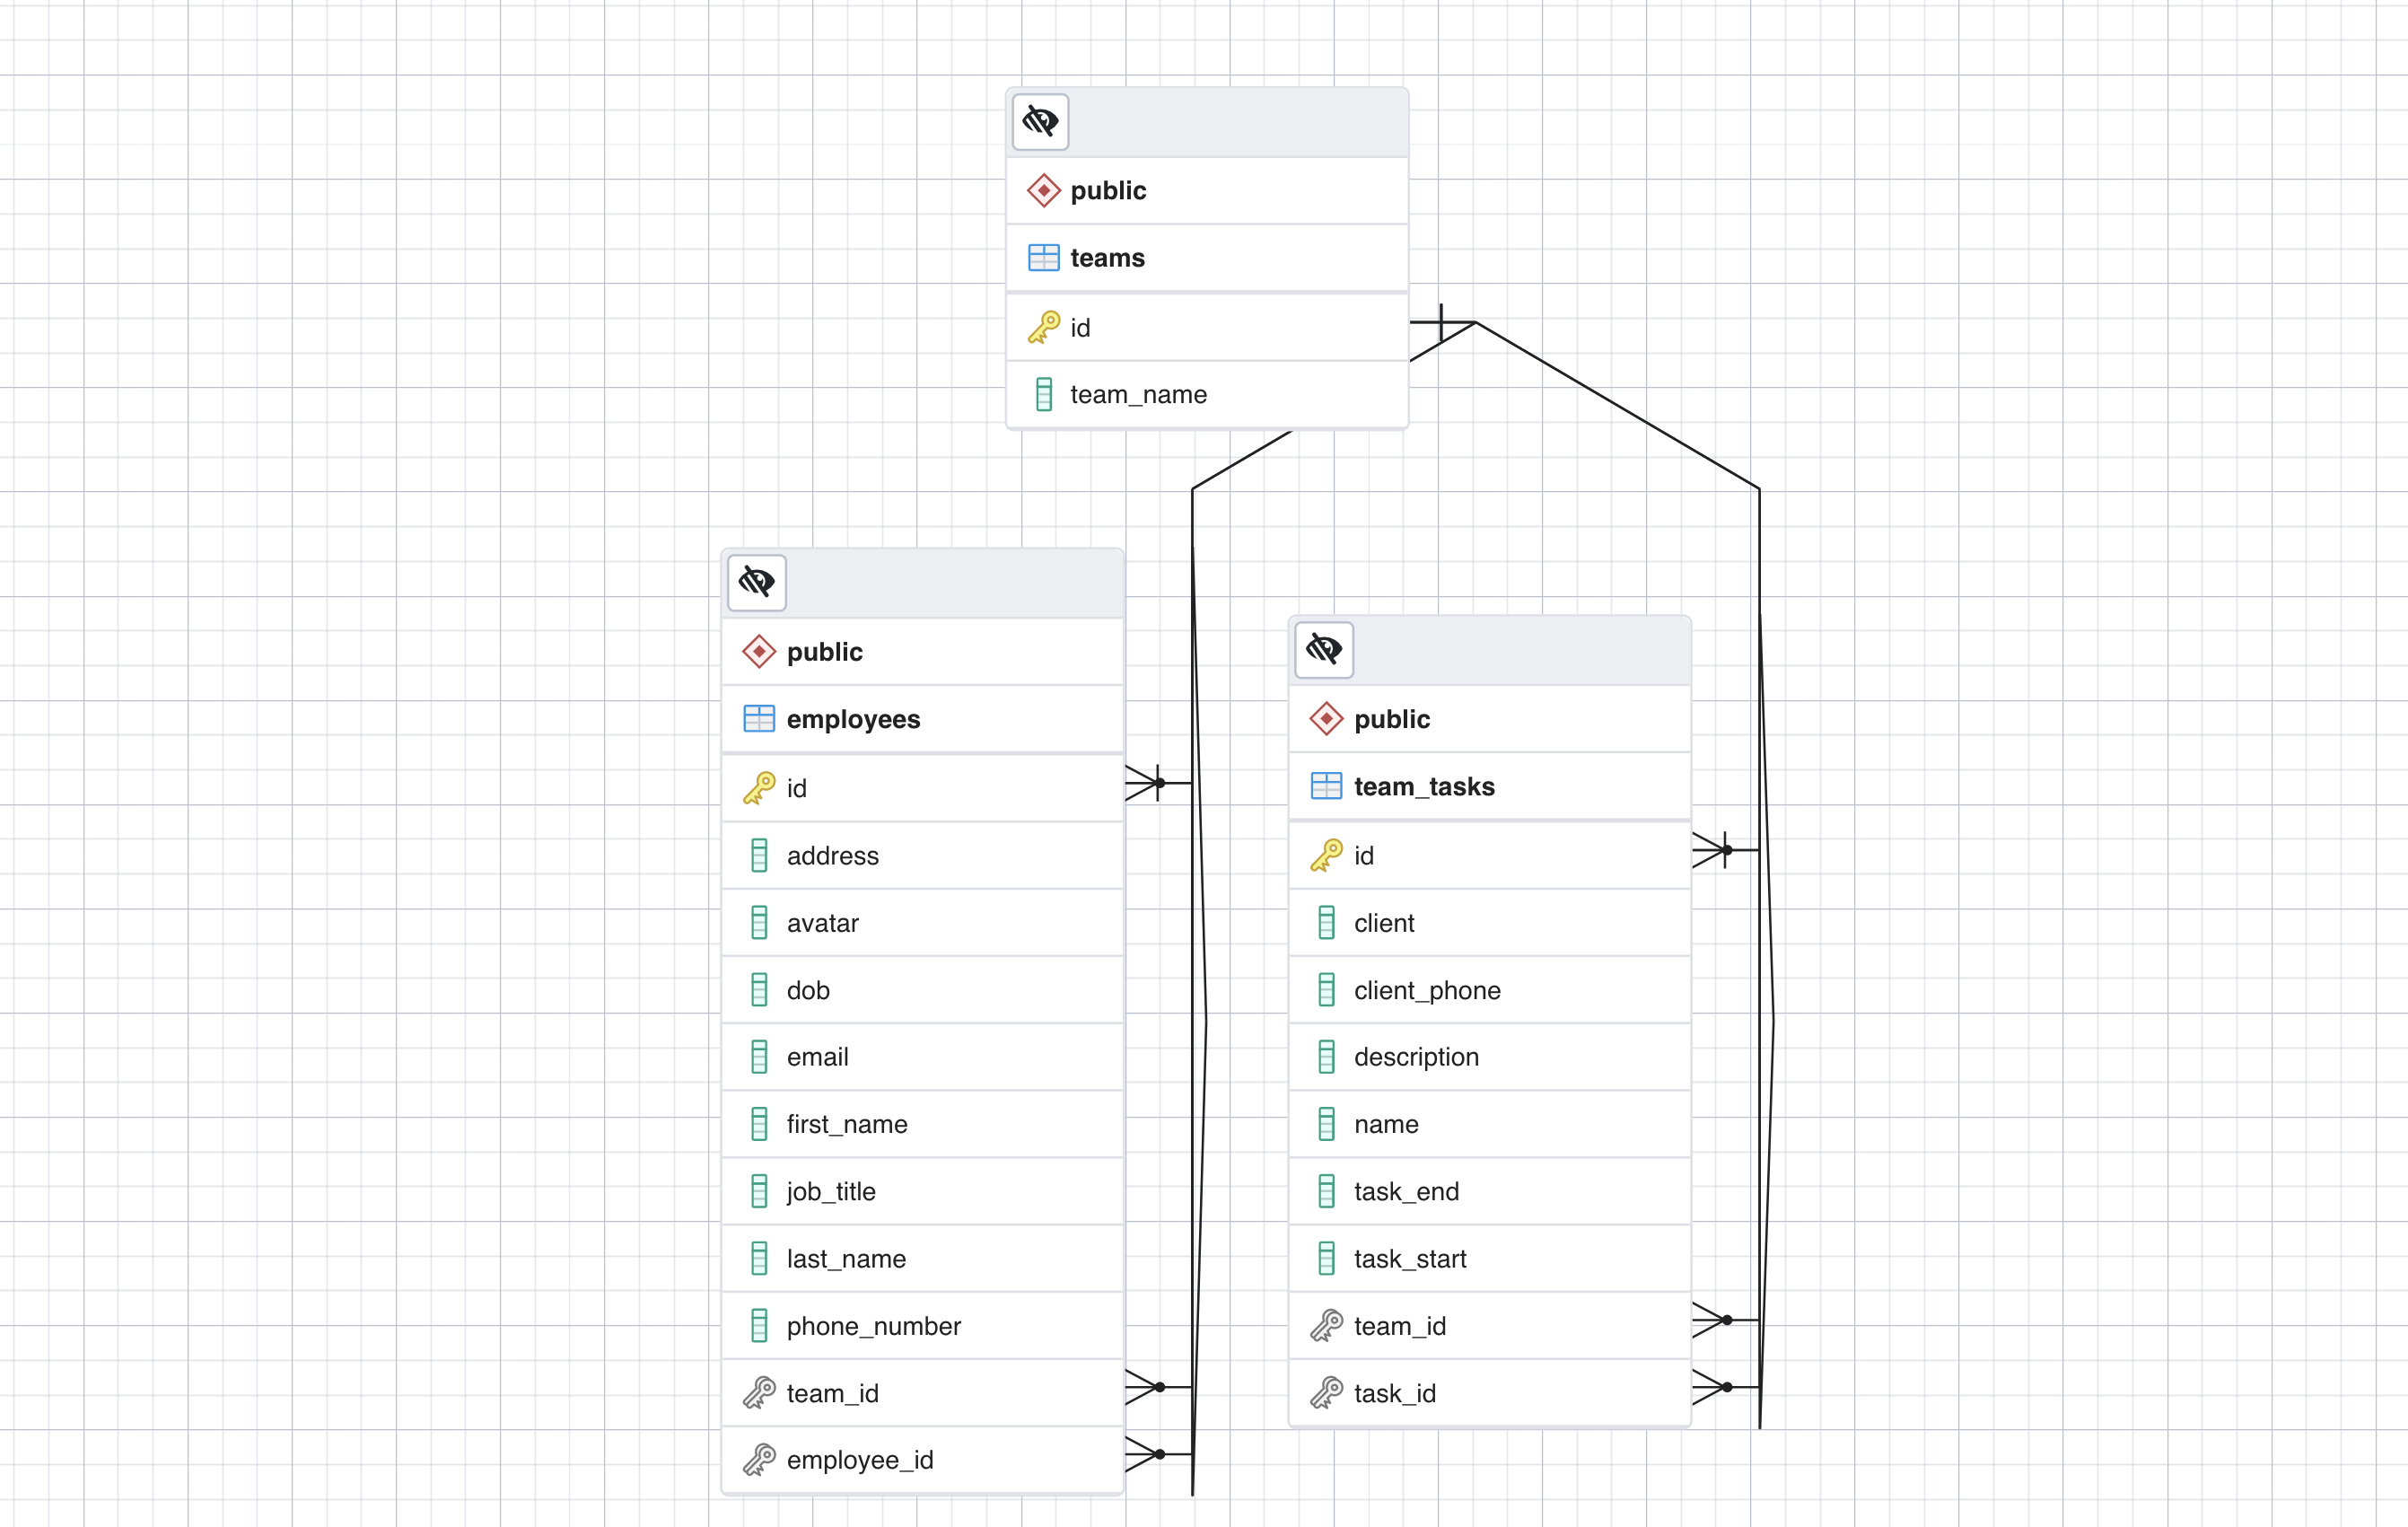 public
teams
id
team_name
public
employees
id
address
avatar
dob
email
first_name
job_title
last_name
phone_number
team_id
employee_id
public
team_tasks
id
client
client_phone
description
name
task_end
task_start
team_id
task_id